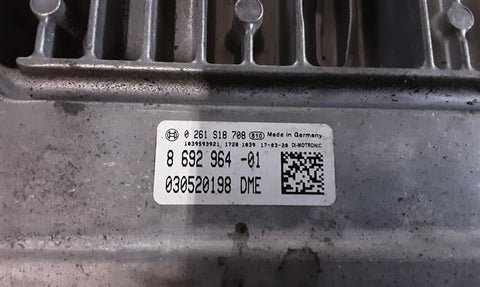 0 261 S18 708 610 Made in Germany
1039S93921, 1720 1039 17-03-20 DI-MOTRONIC
8 692 964 -01
030520198 DME